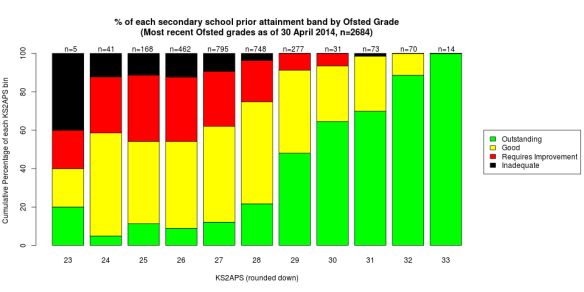 % of each secondary school prior attainment band by Ofsted Grade
(Most recent Ofsted grades as of 30 April 2014, n=2684)
n=5 n=41 n=168 n=462 n=795 n=748 n=277 n=31 n=73 n=70 n=14
100
80
60
40
20
0
Cumulative Percentage of each KS2APS bin
Outstanding
Good
Requires Improvement
Inadequate
23 24 25 26 27 28 29 30 31 32 33
KS2APS (rounded down)